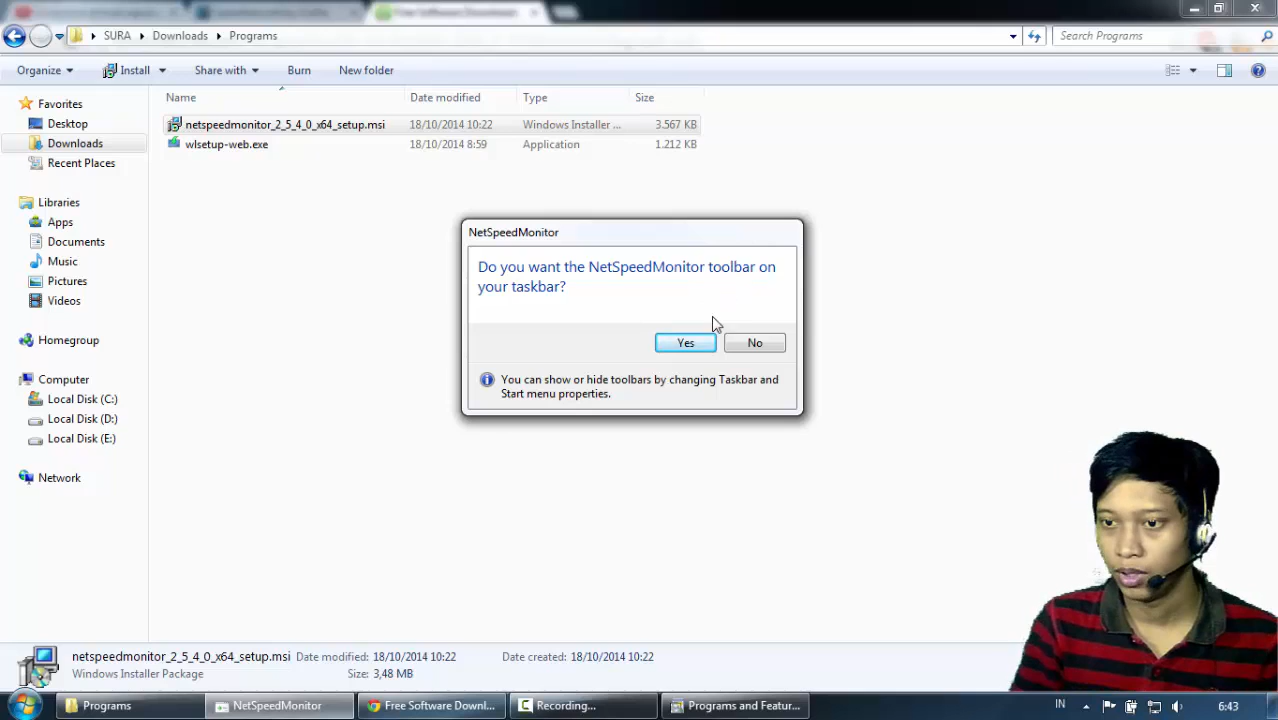 Free Software Download
SURA Downloads Programs
Search Programs
Organize Install Share with Burn New folder
Name Date modified Type Size
netspeedmonitor_2_5_4_0_x64_setup.msi 18/10/2014 10:22 Windows Installer ... 3.567 KB
wlsetup-web.exe 18/10/2014 8:59 Application 1.212 KB
Favorites
Desktop
Downloads
Recent Places
Libraries
Apps
Documents
Music
Pictures
Videos
Homegroup
Computer
Local Disk (C:)
Local Disk (D:)
Local Disk (E:)
Network
NetSpeedMonitor
Do you want the NetSpeedMonitor toolbar on
your taskbar?
Yes No
You can show or hide toolbars by changing Taskbar and
Start menu properties.
netspeedmonitor_2_5_4_0_x64_setup.msi Date modified: 18/10/2014 10:22 Date created: 18/10/2014 10:22
Windows Installer Package Size: 3,48 MB
Programs NetSpeedMonitor Free Software Downl... Recording... Programs and Featur... IN 6:43